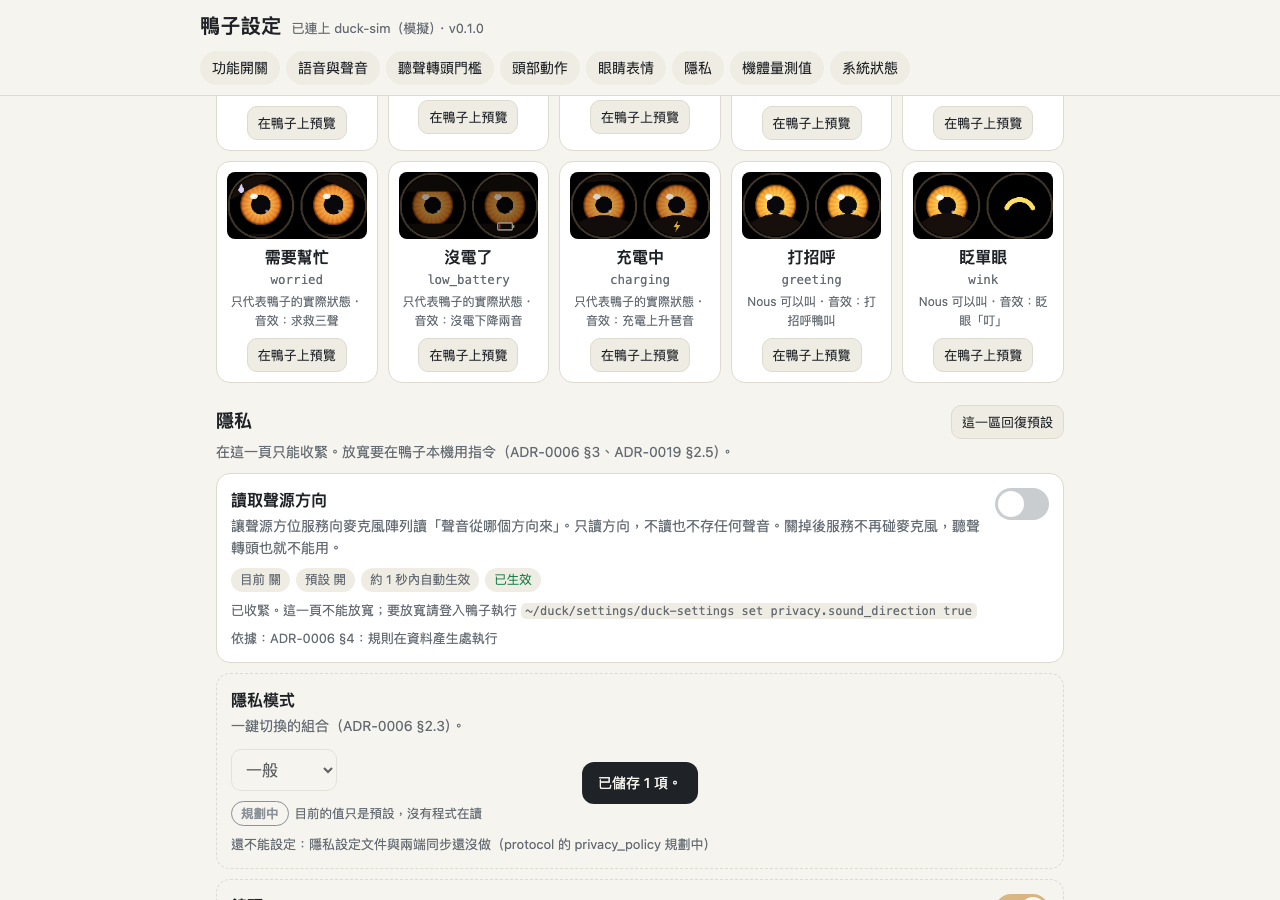 鴨子設定 已連上 duck-sim（模擬）· v0.1.0
功能開關 語音與聲音 聽聲轉頭門檻 頭部動作 眼睛表情 隱私 機體量測值 系統狀態
在鴨子上預覽 在鴨子上預覽 在鴨子上預覽 在鴨子上預覽 在鴨子上預覽
需要幫忙
worried
只代表鴨子的實際狀態 ·
音效：求救三聲
在鴨子上預覽
沒電了
low_battery
只代表鴨子的實際狀態 ·
音效：沒電下降兩音
在鴨子上預覽
充電中
charging
只代表鴨子的實際狀態 ·
音效：充電上升琶音
在鴨子上預覽
打招呼
greeting
Nous 可以叫 · 音效：打
招呼鴨叫
在鴨子上預覽
眨單眼
wink
Nous 可以叫 · 音效：眨
眼「叮」
在鴨子上預覽
隱私
這一區回復預設
在這一頁只能收緊。放寬要在鴨子本機用指令（ADR-0006 §3、ADR-0019 §2.5）。
讀取聲源方向
讓聲源方位服務向麥克風陣列讀「聲音從哪個方向來」。只讀方向，不讀也不存任何聲音。關掉後服務不再碰麥克風，聽聲
轉頭也就不能用。
目前 關 預設 開 約 1 秒內自動生效 已生效
已收緊。這一頁不能放寬；要放寬請登入鴨子執行 ~/duck/settings/duck-settings set privacy.sound_direction true
依據：ADR-0006 §4：規則在資料產生處執行
隱私模式
一鍵切換的組合（ADR-0006 §2.3）。
一般
已儲存 1 項。
規劃中 目前的值只是預設，沒有程式在讀
還不能設定：隱私設定文件與兩端同步還沒做（protocol 的 privacy_policy 規劃中）